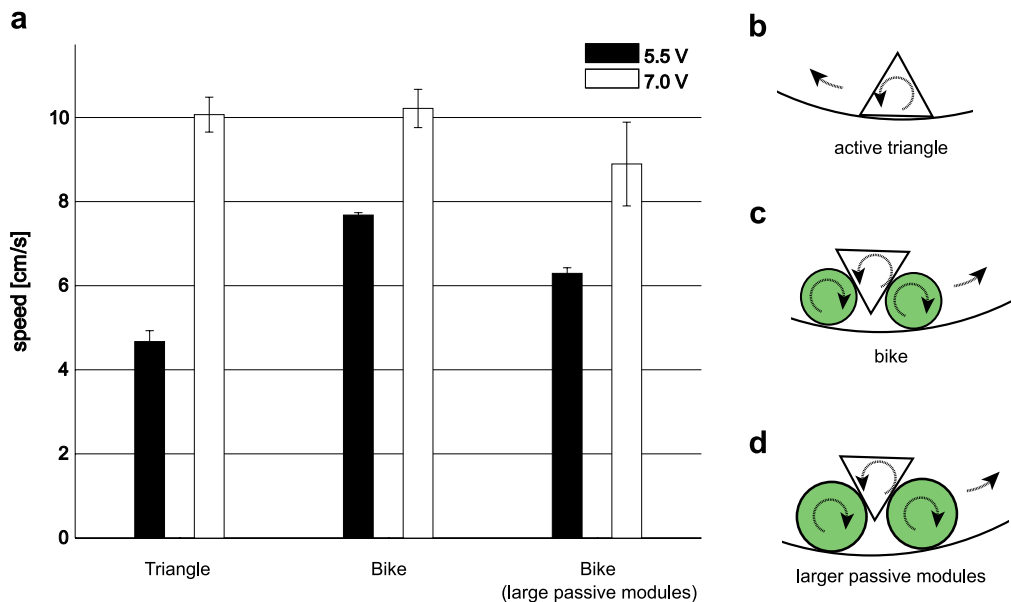 a
5.5 V
7.0 V
speed [cm/s]
10
8
6
4
2
0
Triangle
Bike
Bike
(large passive modules)
b
active triangle
c
bike
d
larger passive modules